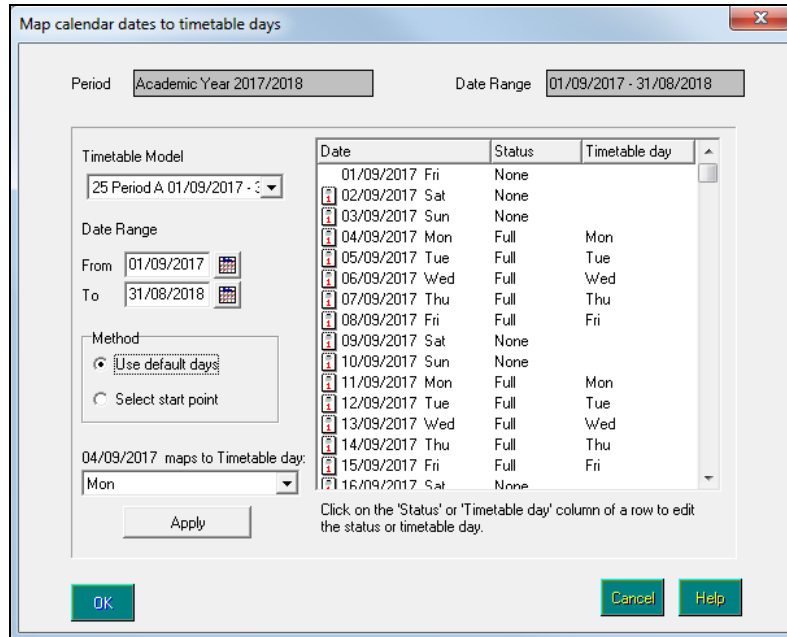 Map calendar dates to timetable days
Period Academic Year 2017/2018 Date Range 01/09/2017 - 31/08/2018
Timetable Model
25 Period A 01/09/2017 - 3
Date Range
From 01/09/2017
To 31/08/2018
Method
Use default days
Select start point
04/09/2017 maps to Timetable day:
Mon
Apply
Date Status Timetable day
01/09/2017 Fri None
02/09/2017 Sat None
03/09/2017 Sun None
04/09/2017 Mon Full Mon
05/09/2017 Tue Full Tue
06/09/2017 Wed Full Wed
07/09/2017 Thu Full Thu
08/09/2017 Fri Full Fri
09/09/2017 Sat None
10/09/2017 Sun None
11/09/2017 Mon Full Mon
12/09/2017 Tue Full Tue
13/09/2017 Wed Full Wed
14/09/2017 Thu Full Thu
15/09/2017 Fri Full Fri
16/09/2017 Sat None
Click on the 'Status' or 'Timetable day' column of a row to edit
the status or timetable day.
OK Cancel Help